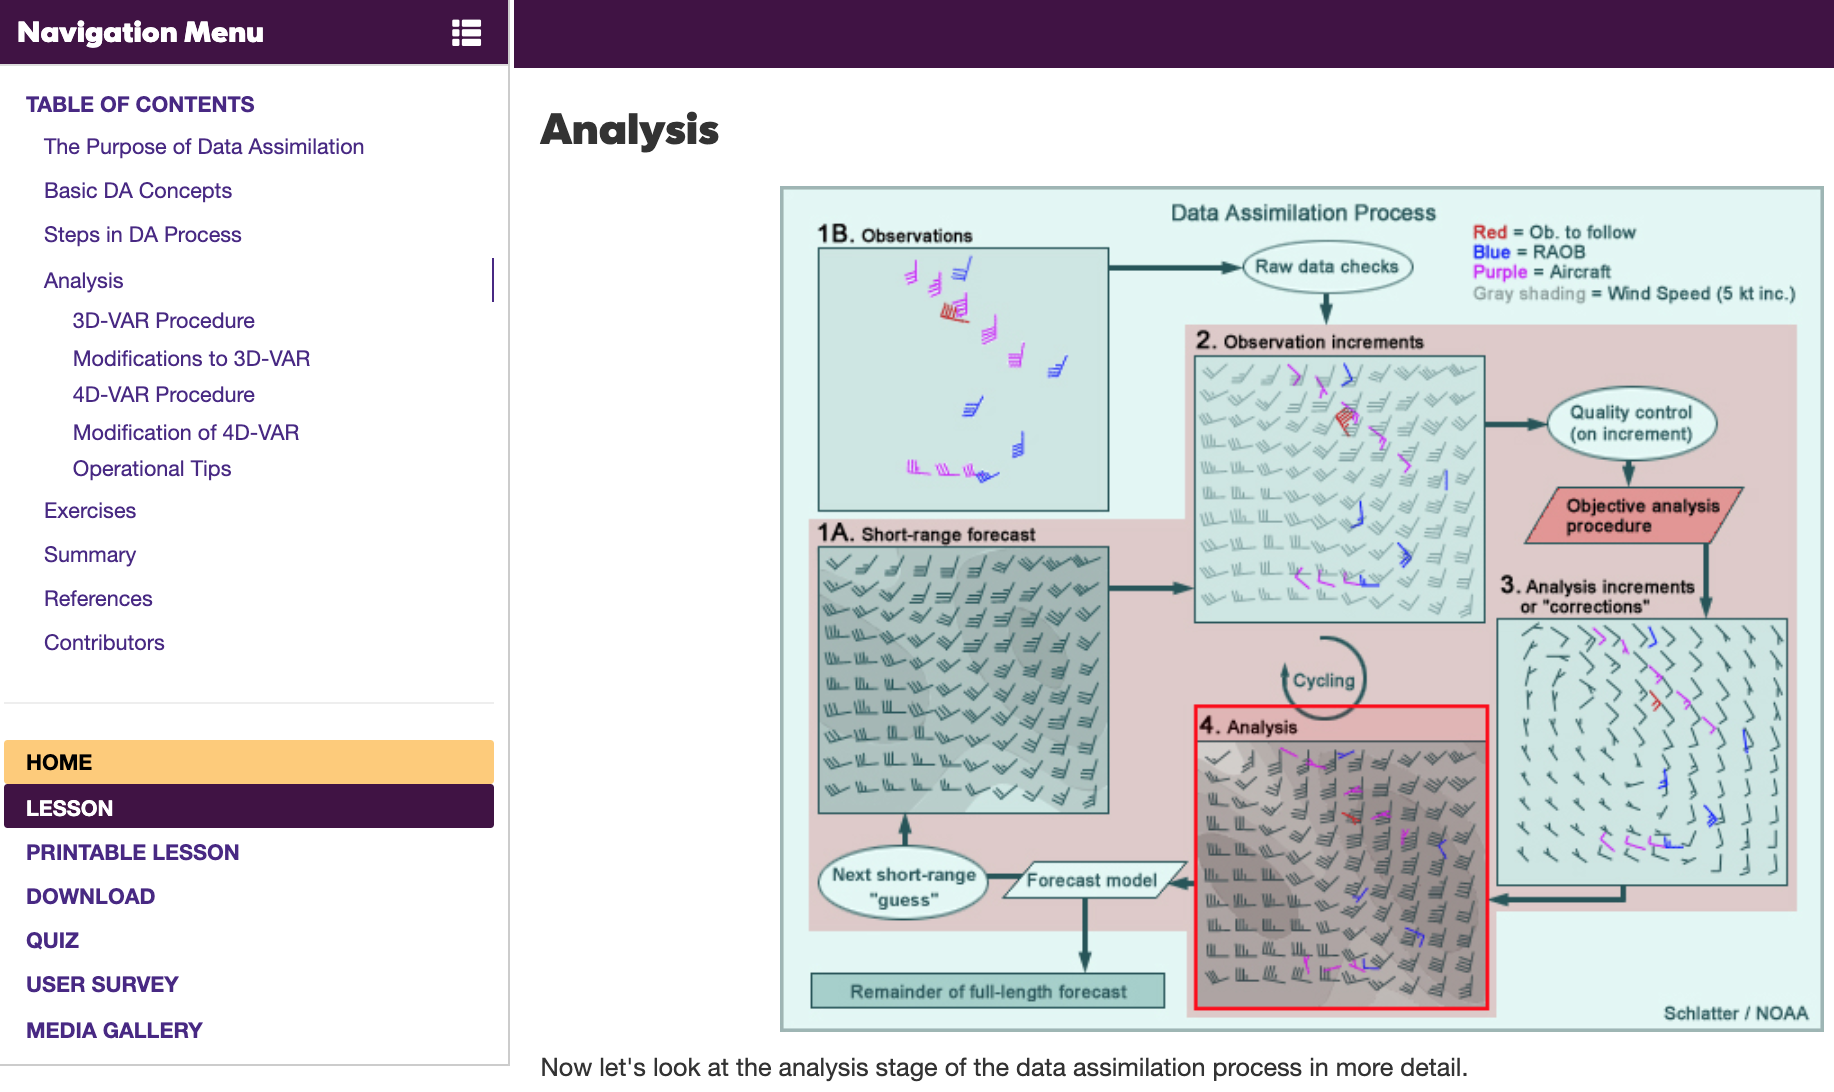 Navigation Menu
TABLE OF CONTENTS
The Purpose of Data Assimilation
Basic DA Concepts
Steps in DA Process
Analysis
3D-VAR Procedure
Modifications to 3D-VAR
4D-VAR Procedure
Modification of 4D-VAR
Operational Tips
Exercises
Summary
References
Contributors
HOME
LESSON
PRINTABLE LESSON
DOWNLOAD
QUIZ
USER SURVEY
MEDIA GALLERY
Analysis
Data Assimilation Process
1B. Observations
Raw data checks
Red = Ob. to follow
Blue = RAOB
Purple = Aircraft
Gray shading = Wind Speed (5 kt inc.)
2. Observation increments
Quality control
(on increment)
Objective analysis
procedure
1A. Short-range forecast
3. Analysis increments
or "corrections"
Cycling
4. Analysis
Next short-range
"guess"
Forecast model
Remainder of full-length forecast
Schlatter / NOAA
Now let's look at the analysis stage of the data assimilation process in more detail.